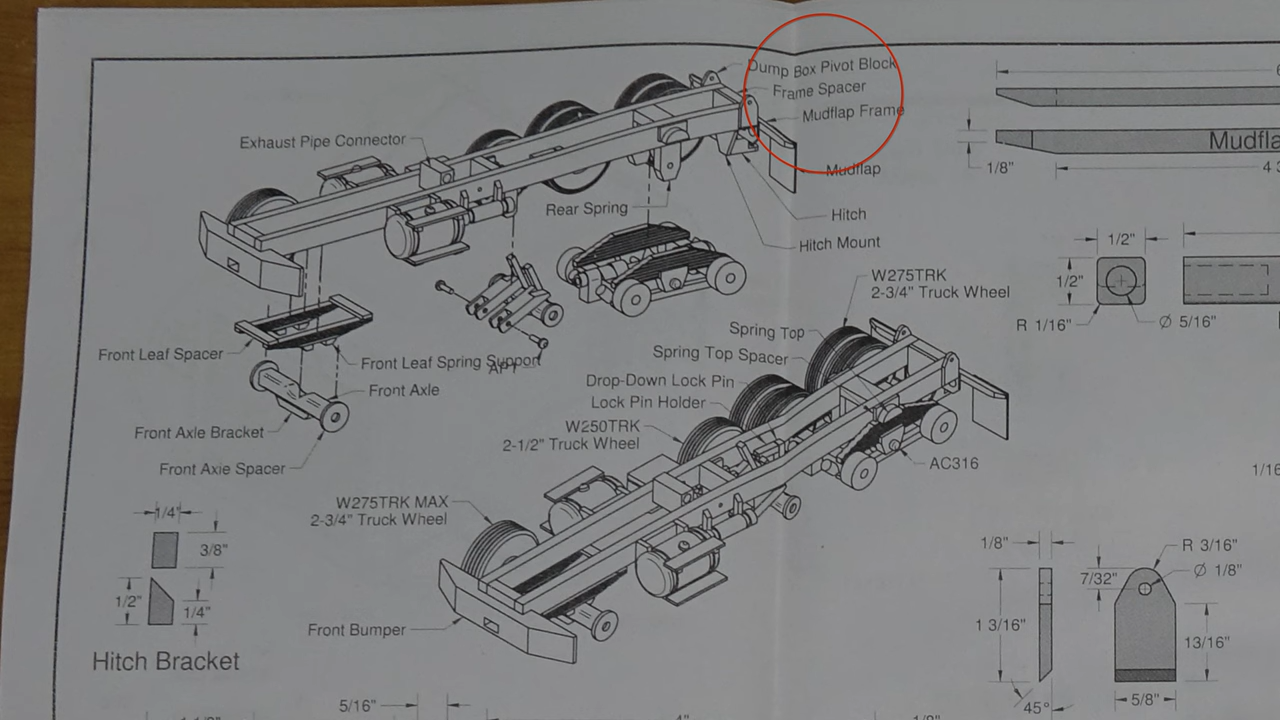 Dump Box Pivot Block
Frame Spacer
Mudflap Frame
Exhaust Pipe Connector
1/8"
Mudflap
Rear Spring
Hitch
Hitch Mount
1/2"
1/2"
R 1/16"
Ø 5/16"
W275TRK
2-3/4" Truck Wheel
Front Leaf Spacer
Front Leaf Spring Support
Front Axle
Spring Top
Spring Top Spacer
Drop-Down Lock Pin
Lock Pin Holder
Front Axle Bracket
W250TRK
2-1/2" Truck Wheel
Front Axle Spacer
AC316
W275TRK MAX
2-3/4" Truck Wheel
1/4"
3/8"
1/2"
1/4"
Front Bumper
Hitch Bracket
1/8"
7/32"
R 3/16"
Ø 1/8"
1 3/16"
13/16"
45°
5/8"
5/16"